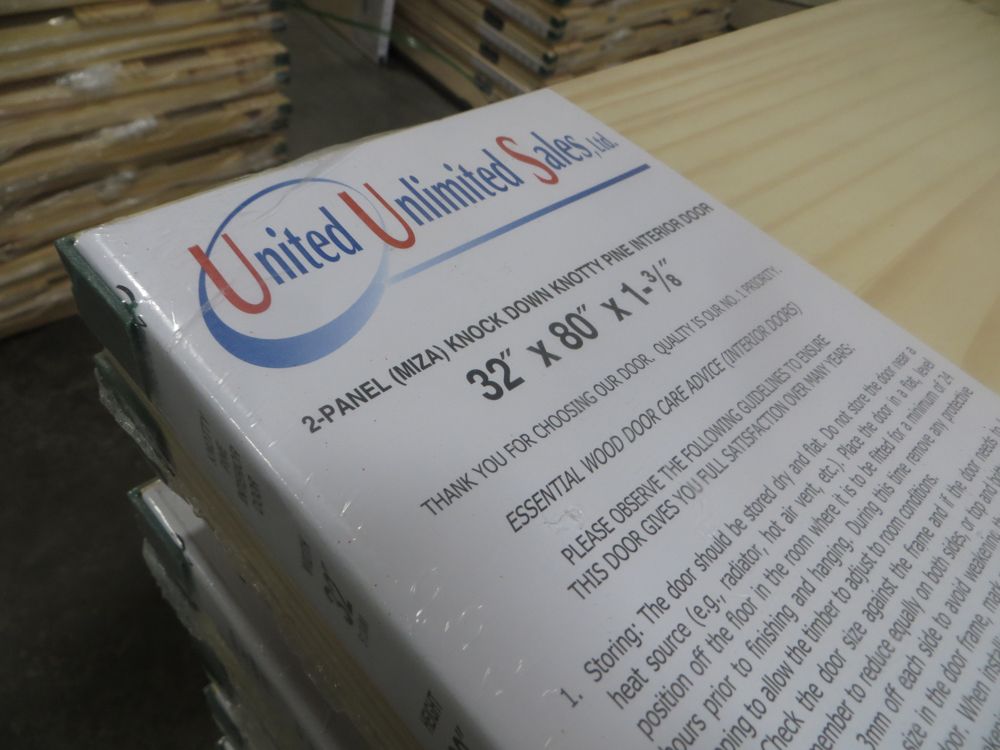 United Unlimited Sales, Ltd.
2-PANEL (MIZA) KNOCK DOWN KNOTTY PINE INTERIOR DOOR
32" X 80" X 1-3/8"
THANK YOU FOR CHOOSING OUR DOOR. QUALITY IS OUR NO. 1 PRIORITY.
ESSENTIAL WOOD DOOR CARE ADVICE (INTERIOR DOORS)
PLEASE OBSERVE THE FOLLOWING GUIDELINES TO ENSURE
THIS DOOR GIVES YOU FULL SATISFACTION OVER MANY YEARS:
1. Storing: The door should be stored dry and flat. Do not store the door near a
heat source (e.g., radiator, hot air vent, etc.). Place the door in a flat, level
position off the floor in the room where it is to be fitted for a minimum of 24
hours prior to finishing and hanging. During this time remove any protective
to allow the timber to adjust to room conditions.
the door size against the frame and if the door needs
to reduce equally on both sides, or top and
3mm off each side to avoid weakening
size in the door frame,
When
INTERIOR
DOOR
32"
HEIGHT